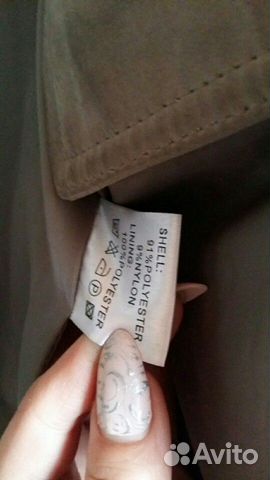 SHELL:
91%POLYESTER
9%NYLON
LINING:
100%POLYESTER
P
Avito